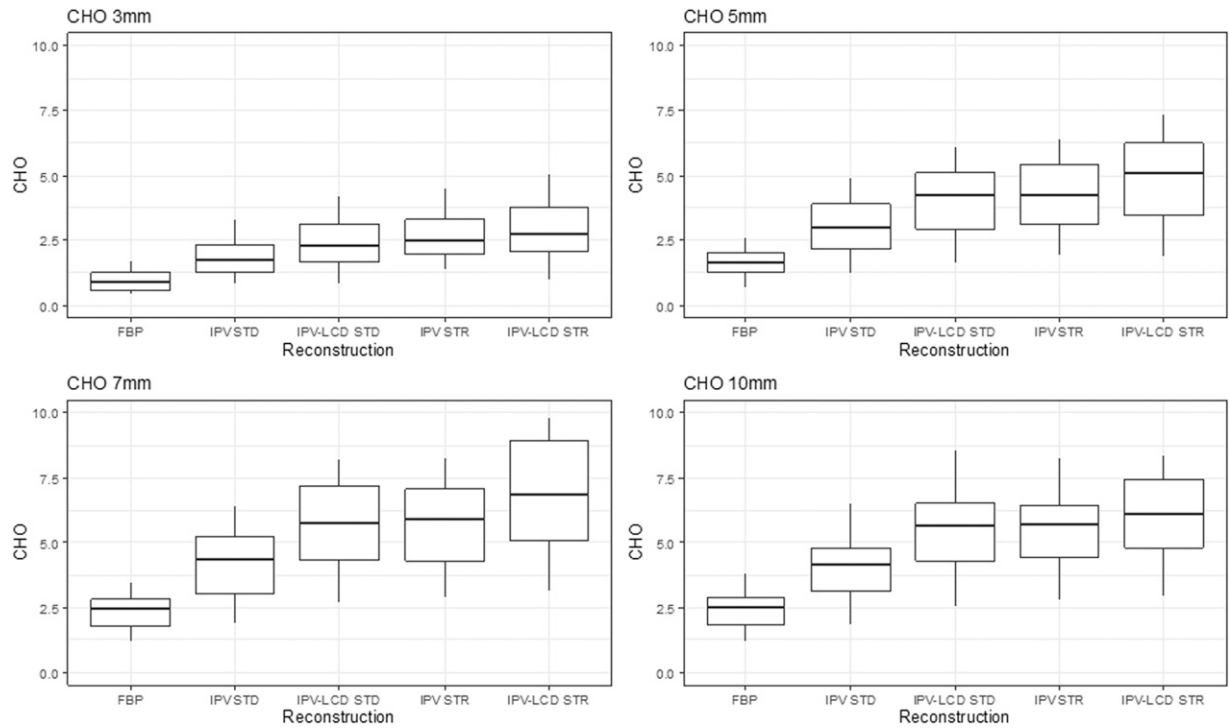 CHO 3mm
10.0
7.5
5.0
2.5
0.0
CHO
FBP IPV STD IPV-LCD STD IPV STR IPV-LCD STR
Reconstruction
CHO 5mm
10.0
7.5
5.0
2.5
0.0
CHO
FBP IPV STD IPV-LCD STD IPV STR IPV-LCD STR
Reconstruction
CHO 7mm
10.0
7.5
5.0
2.5
0.0
CHO
FBP IPV STD IPV-LCD STD IPV STR IPV-LCD STR
Reconstruction
CHO 10mm
10.0
7.5
5.0
2.5
0.0
CHO
FBP IPV STD IPV-LCD STD IPV STR IPV-LCD STR
Reconstruction